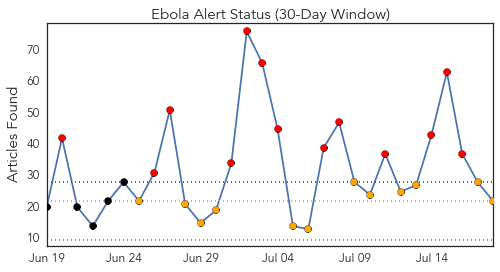 Ebola Alert Status (30-Day Window)
Articles Found
70
60
50
40
30
20
10
Jun 19 Jun 24 Jun 29 Jul 04 Jul 09 Jul 14